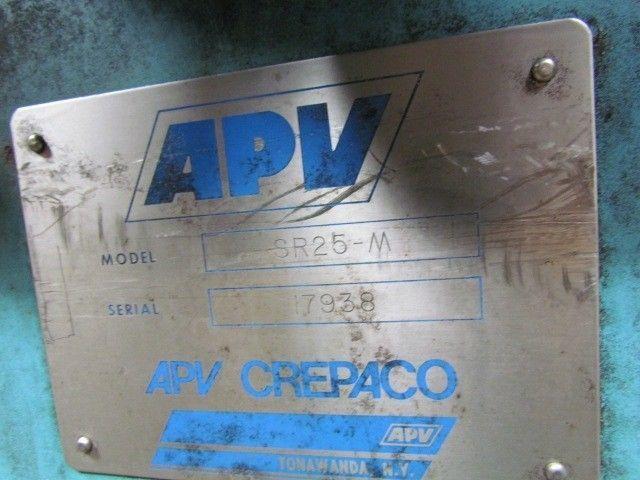 APV
MODEL SR25-M
SERIAL 17938
APV CREPACO
APV
TONAWANDA, N.Y.